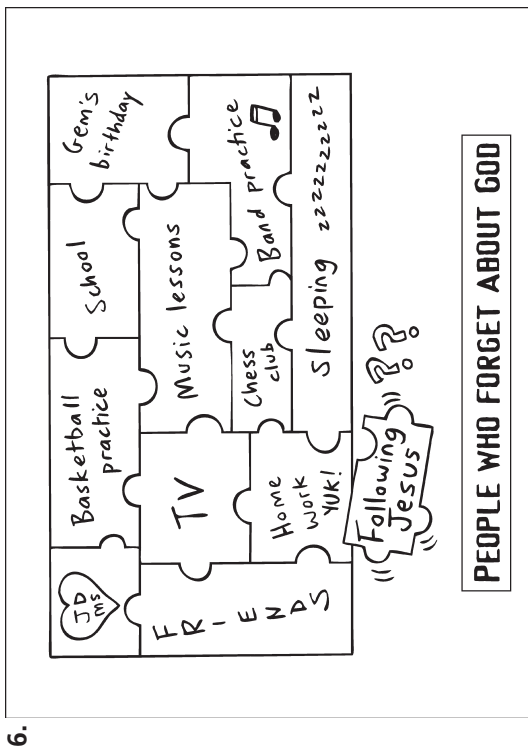 6.
JD
MS
Basketball
practice
School
Gem's
birthday
FRIENDS
TV
Music lessons
Band practice
Home
work
YUK!
Chess
club
Sleeping zzzzzzzzzzz
Following
Jesus
??
PEOPLE WHO FORGET ABOUT GOD